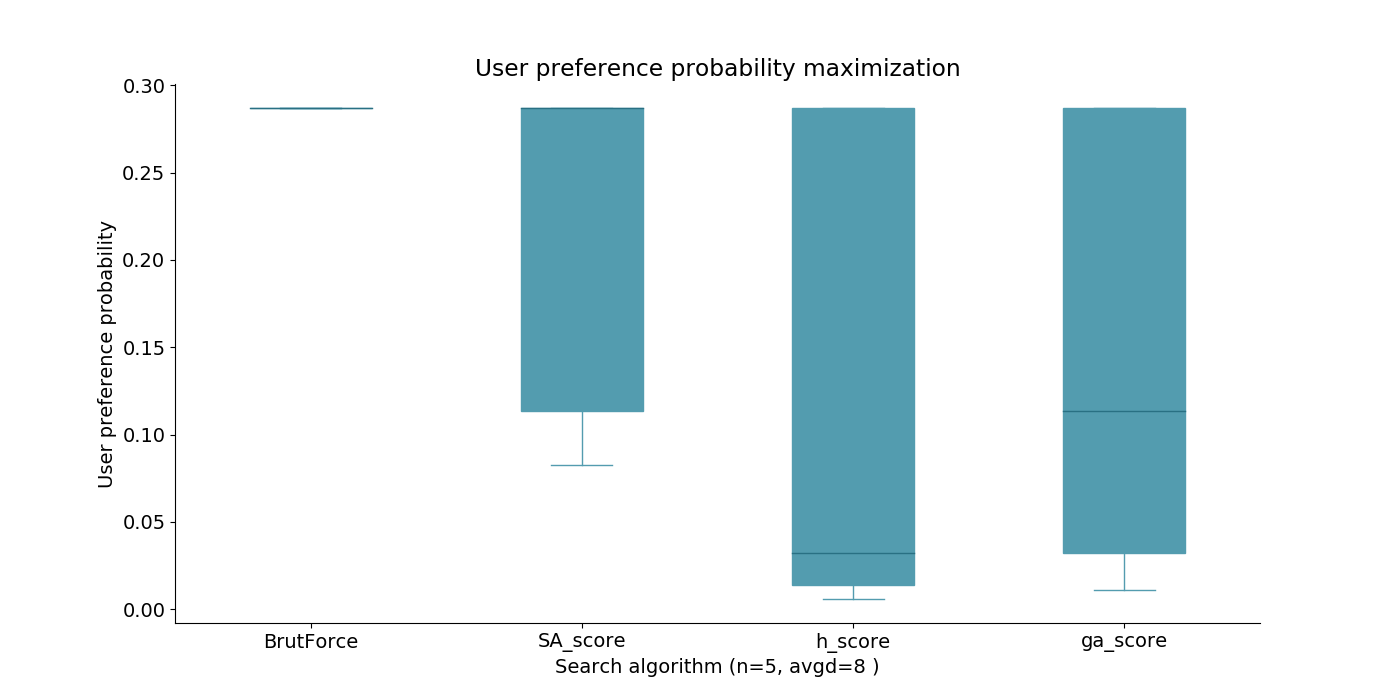 User preference probability maximization
User preference probability
0.30
0.25
0.20
0.15
0.10
0.05
0.00
BrutForce SA_score h_score ga_score
Search algorithm (n=5, avgd=8 )